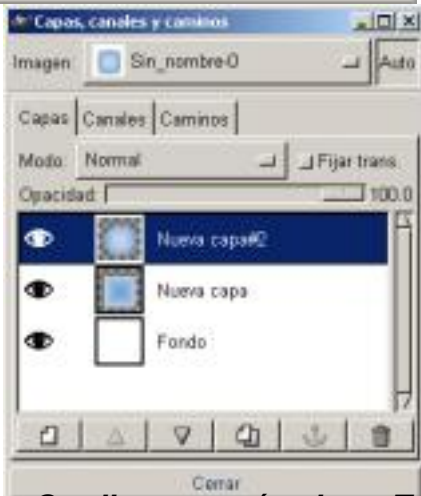 Capas, canales y caminos
Imagen: Sin_nombre-0 Auto
Capas Canales Caminos
Modo: Normal Fijar trans.
Opacidad: 100.0
Nueva capa#2
Nueva capa
Fondo
Cerrar